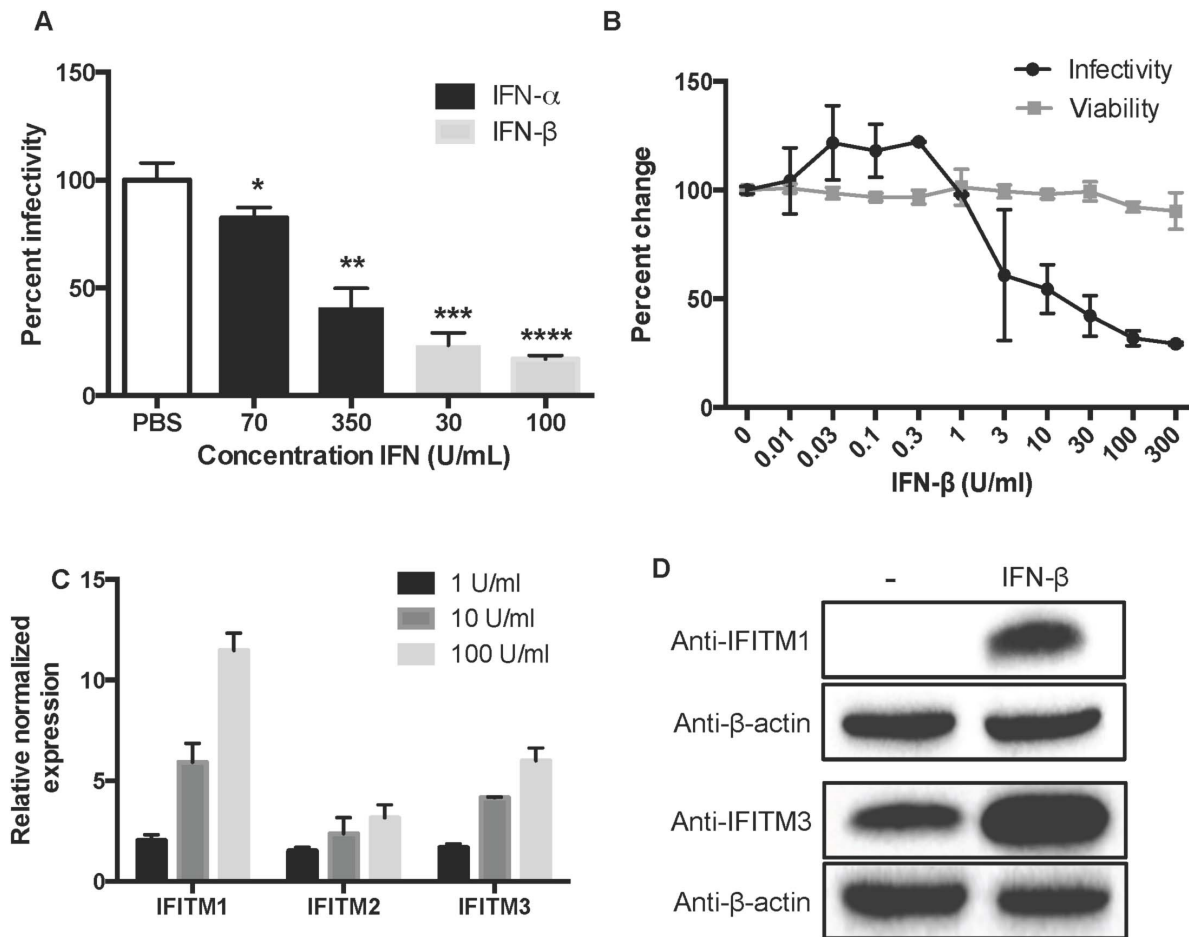 A
150
100
50
0
Percent infectivity
IFN-α
IFN-β
*
**
***
****
PBS 70 350 30 100
Concentration IFN (U/mL)
B
150
100
50
0
Percent change
Infectivity
Viability
0 0.01 0.03 0.1 0.3 1 3 10 30 100 300
IFN-β (U/ml)
C
15
10
5
0
Relative normalized
expression
1 U/ml
10 U/ml
100 U/ml
IFITM1 IFITM2 IFITM3
D
- IFN-β
Anti-IFITM1
Anti-β-actin
Anti-IFITM3
Anti-β-actin